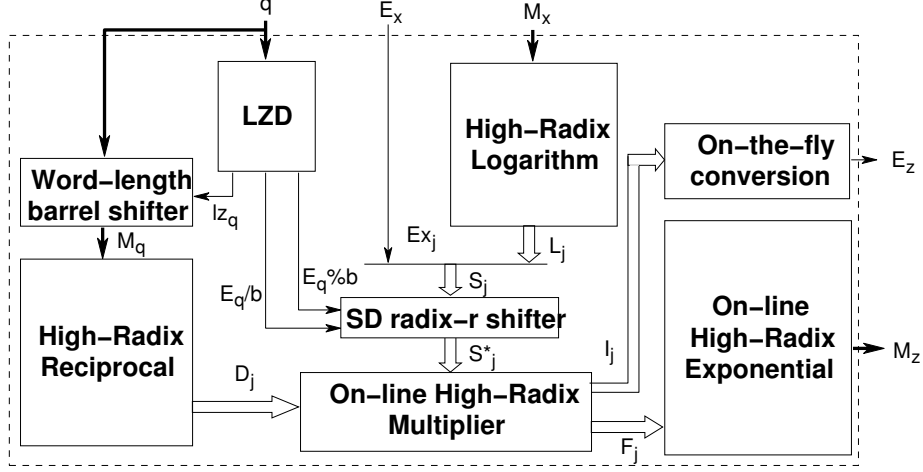 q
E_x
M_x
LZD
High-Radix
Logarithm
On-the-fly
conversion
E_z
Word-length
barrel shifter
lz_q
M_q
Ex_j
L_j
E_q/b
E_q%b
S_j
SD radix-r shifter
S*_j
High-Radix
Reciprocal
D_j
On-line High-Radix
Multiplier
I_j
F_j
On-line
High-Radix
Exponential
M_z